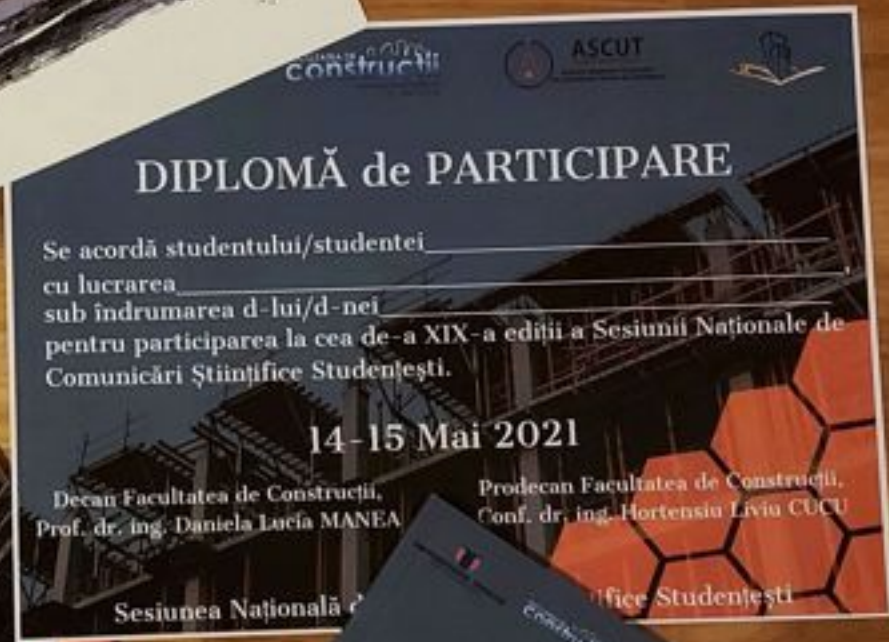 construcții
ASCUT
DIPLOMĂ de PARTICIPARE
Se acordă studentului/studentei
cu lucrarea ,
sub îndrumarea d-lui/d-nei
pentru participarea la cea de-a XIX-a ediții a Sesiunii Naționale de
Comunicări Științifice Studențești.
14-15 Mai 2021
Decan Facultatea de Construcții,
Prof. dr. ing. Daniela Lucia MANEA
Prodecan Facultatea de Construcții,
Conf. dr. ing. Hortensiu Liviu CUCU
Sesiunea Națională Studențești